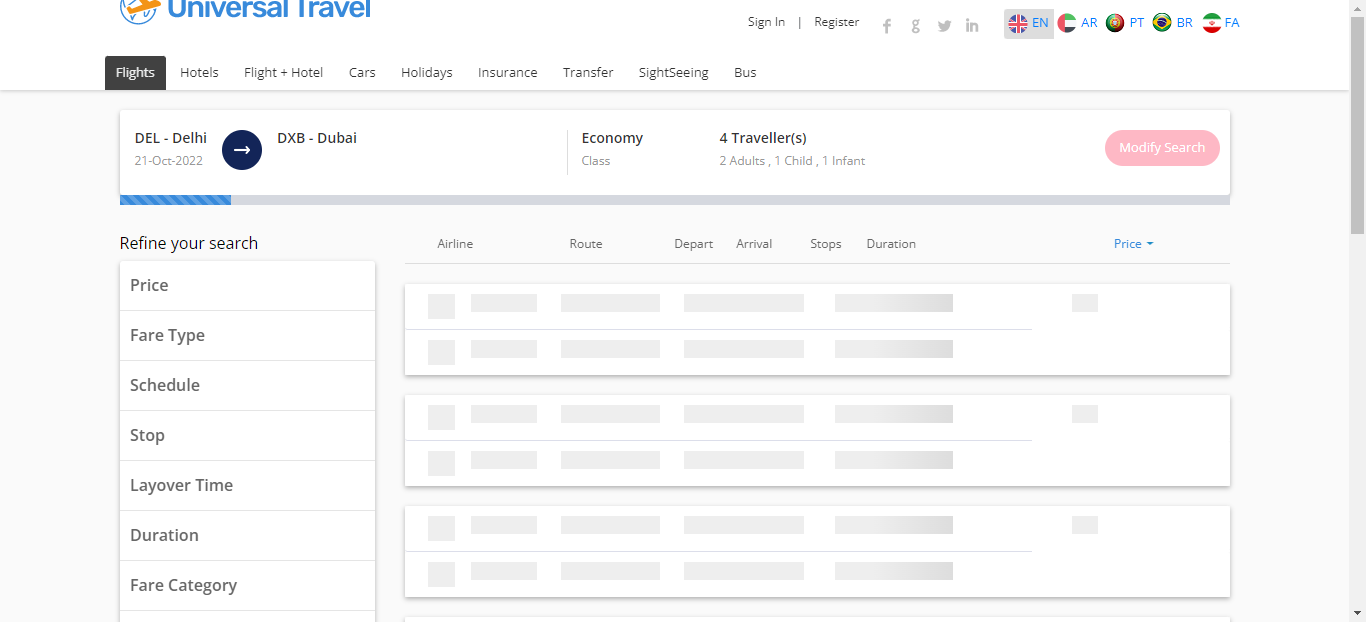 Universal Travel
Sign In | Register
EN AR PT BR FA
Flights Hotels Flight + Hotel Cars Holidays Insurance Transfer SightSeeing Bus
DEL - Delhi DXB - Dubai Economy 4 Traveller(s)
21-Oct-2022 Class 2 Adults , 1 Child , 1 Infant
Modify Search
Refine your search
Airline Route Depart Arrival Stops Duration Price
Price
Fare Type
Schedule
Stop
Layover Time
Duration
Fare Category